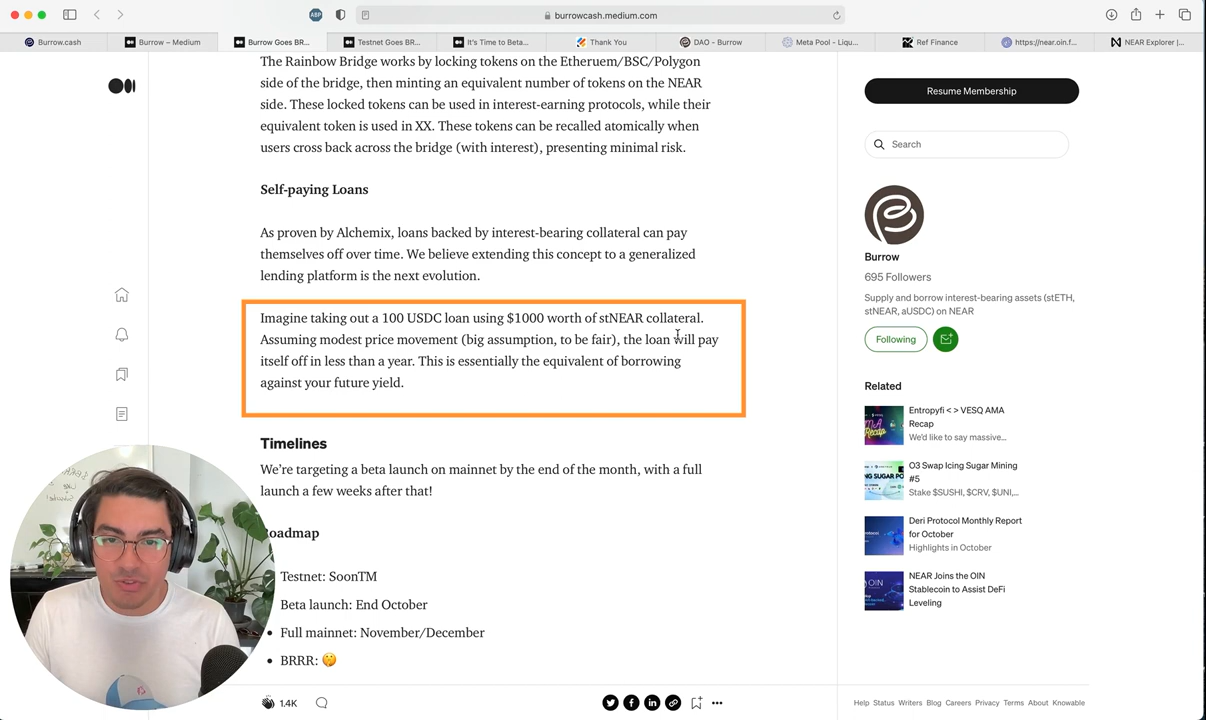 ABP
burrowcash.medium.com
Burrow.cash
Burrow – Medium
Burrow Goes BR...
Testnet Goes BR...
It's Time to Beta...
Thank You
DAO - Burrow
Meta Pool - Liqu...
Ref Finance
https://near.oin.f...
NEAR Explorer |...
The Rainbow Bridge works by locking tokens on the Etheruem/BSC/Polygon
side of the bridge, then minting an equivalent number of tokens on the NEAR
side. These locked tokens can be used in interest-earning protocols, while their
equivalent token is used in XX. These tokens can be recalled atomically when
users cross back across the bridge (with interest), presenting minimal risk.
Self-paying Loans
As proven by Alchemix, loans backed by interest-bearing collateral can pay
themselves off over time. We believe extending this concept to a generalized
lending platform is the next evolution.
Imagine taking out a 100 USDC loan using $1000 worth of stNEAR collateral.
Assuming modest price movement (big assumption, to be fair), the loan will pay
itself off in less than a year. This is essentially the equivalent of borrowing
against your future yield.
Timelines
We're targeting a beta launch on mainnet by the end of the month, with a full
launch a few weeks after that!
oadmap
Testnet: SoonTM
Beta launch: End October
• Full mainnet: November/December
• BRRR: 🤫
1.4K
Resume Membership
Search
Burrow
695 Followers
Supply and borrow interest-bearing assets (stETH,
stNEAR, aUSDC) on NEAR
Following
Related
Entropyfi < > VESQ AMA
Recap
We'd like to say massive...
O3 Swap Icing Sugar Mining
#5
Stake $SUSHI, $CRV, $UNI,...
Deri Protocol Monthly Report
for October
Highlights in October
NEAR Joins the OIN
Stablecoin to Assist DeFi
Leveling
Help Status Writers Blog Careers Privacy Terms About Knowable